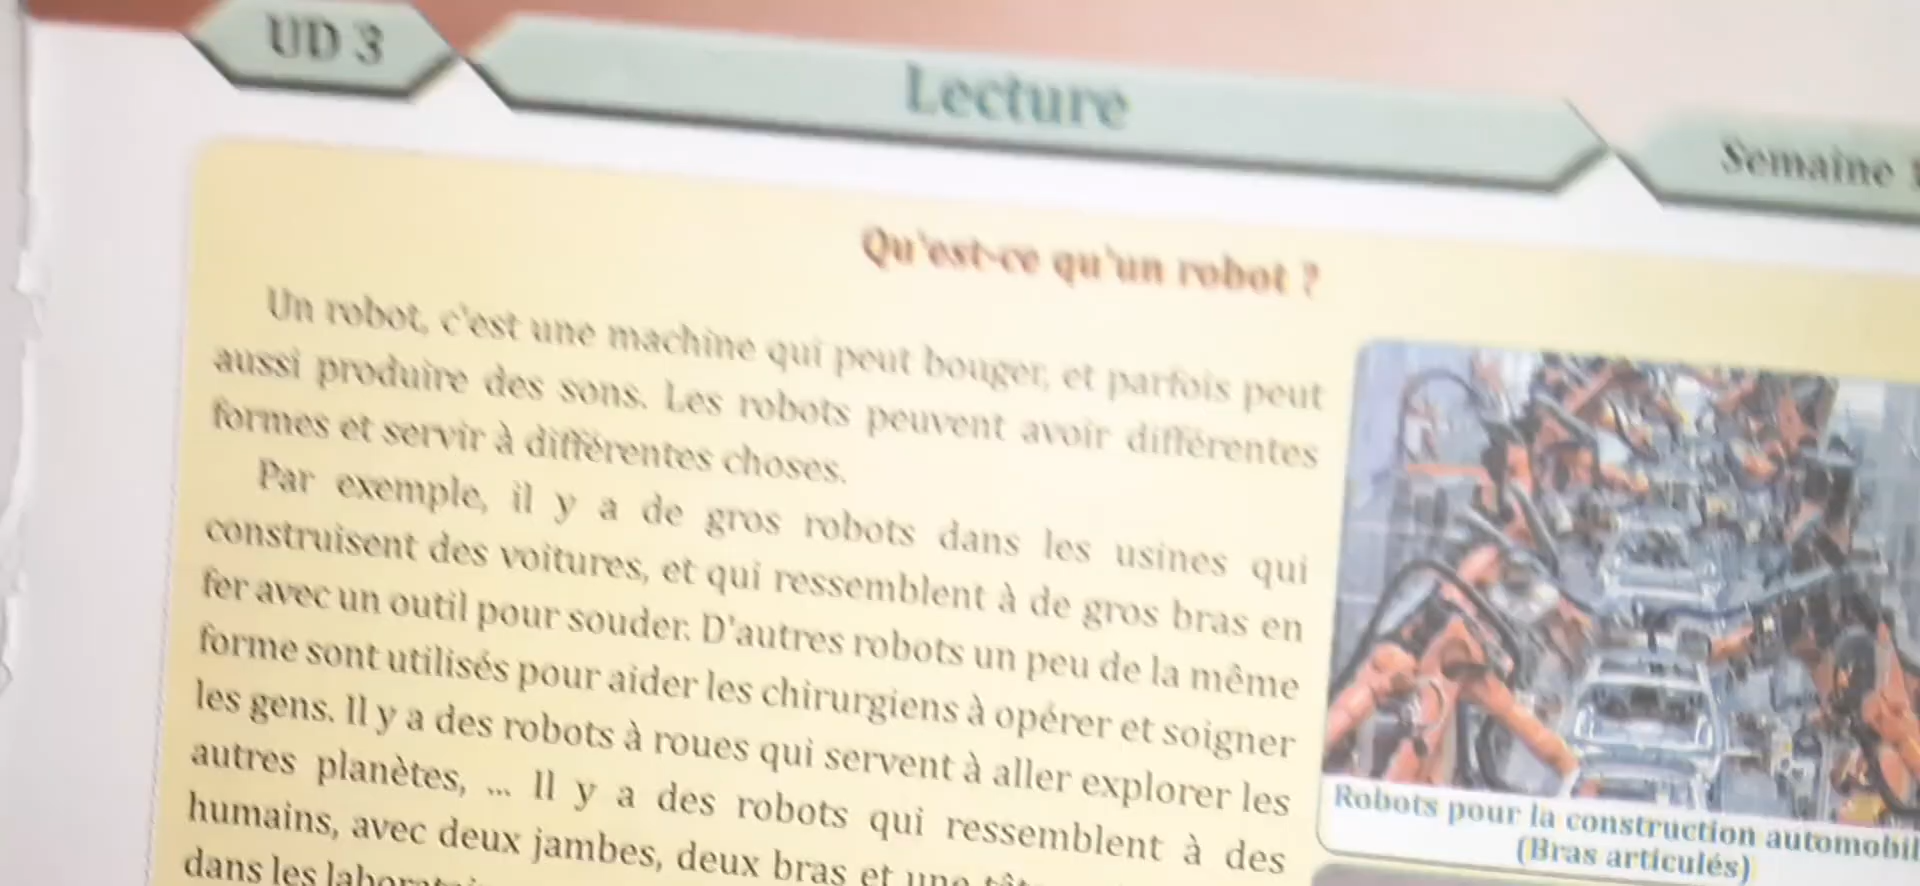 UD 3
Lecture
Semaine
Qu'est-ce qu'un robot ?
Un robot, c'est une machine qui peut bouger, et parfois peut
aussi produire des sons. Les robots peuvent avoir différentes
formes et servir à différentes choses.
Par exemple, il y a de gros robots dans les usines qui
construisent des voitures, et qui ressemblent à de gros bras en
fer avec un outil pour souder. D'autres robots un peu de la même
forme sont utilisés pour aider les chirurgiens à opérer et soigner
les gens. Il y a des robots à roues qui servent à aller explorer les
autres planètes, ... Il y a des robots qui ressemblent à des
humains, avec deux jambes, deux bras et une
dans les
Robots pour la construction
(Bras articulés)